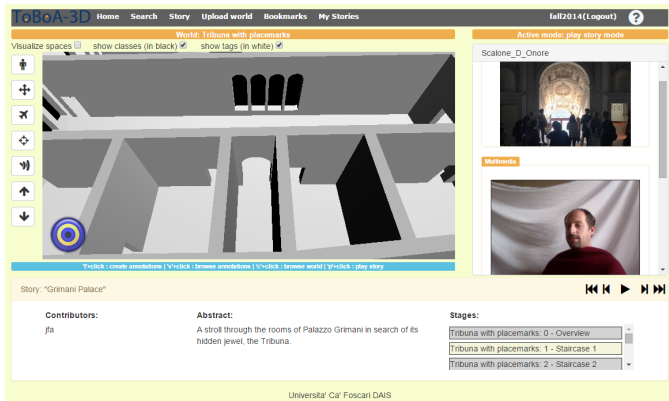 ToBoA-3D Home Search Story Upload world Bookmarks My Stories fall2014(Logout) ?
World: Tribuna with placemarks
Visualize spaces show classes (in black) show tags (in white)
Active mode: play story mode
Scalone_D_Onore
Multimedia
'f'+click : create annotations | 'v'+click : browse annotations | 'c'+click : browse world | 'p'+click : play story
Story: "Grimani Palace"
Contributors:
jfa
Abstract:
A stroll through the rooms of Palazzo Grimani in search of its
hidden jewel, the Tribuna.
Stages:
Tribuna with placemarks: 0 - Overview
Tribuna with placemarks: 1 - Staircase 1
Tribuna with placemarks: 2 - Staircase 2
Universita' Ca' Foscari DAIS